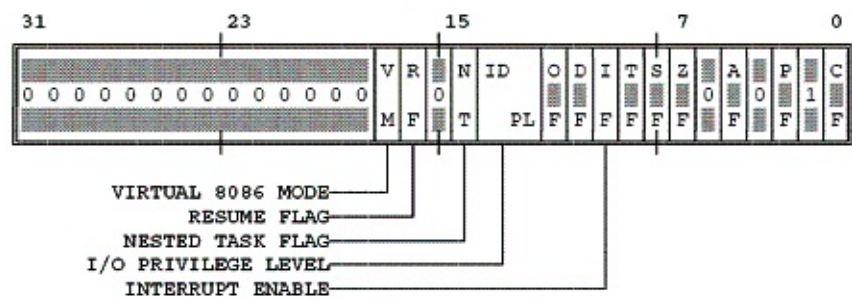 31 23 15 7 0
V R N ID O D I T S Z A P C
0 0 0 0 0 0 0 0 0 0 0 0 0 0 0 0 0 1
M F T PL F F F F F F F F F
VIRTUAL 8086 MODE
RESUME FLAG
NESTED TASK FLAG
I/O PRIVILEGE LEVEL
INTERRUPT ENABLE